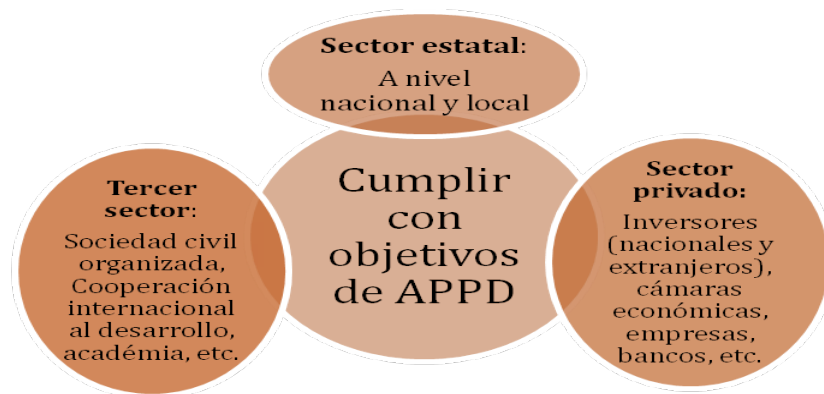 Sector estatal:
A nivel
nacional y local
Tercer
sector:
Sociedad civil
organizada,
Cooperación
internacional
al desarrollo,
académia, etc.
Cumplir
con
objetivos
de APPD
Sector
privado:
Inversores
(nacionales y
extranjeros),
cámaras
económicas,
empresas,
bancos, etc.